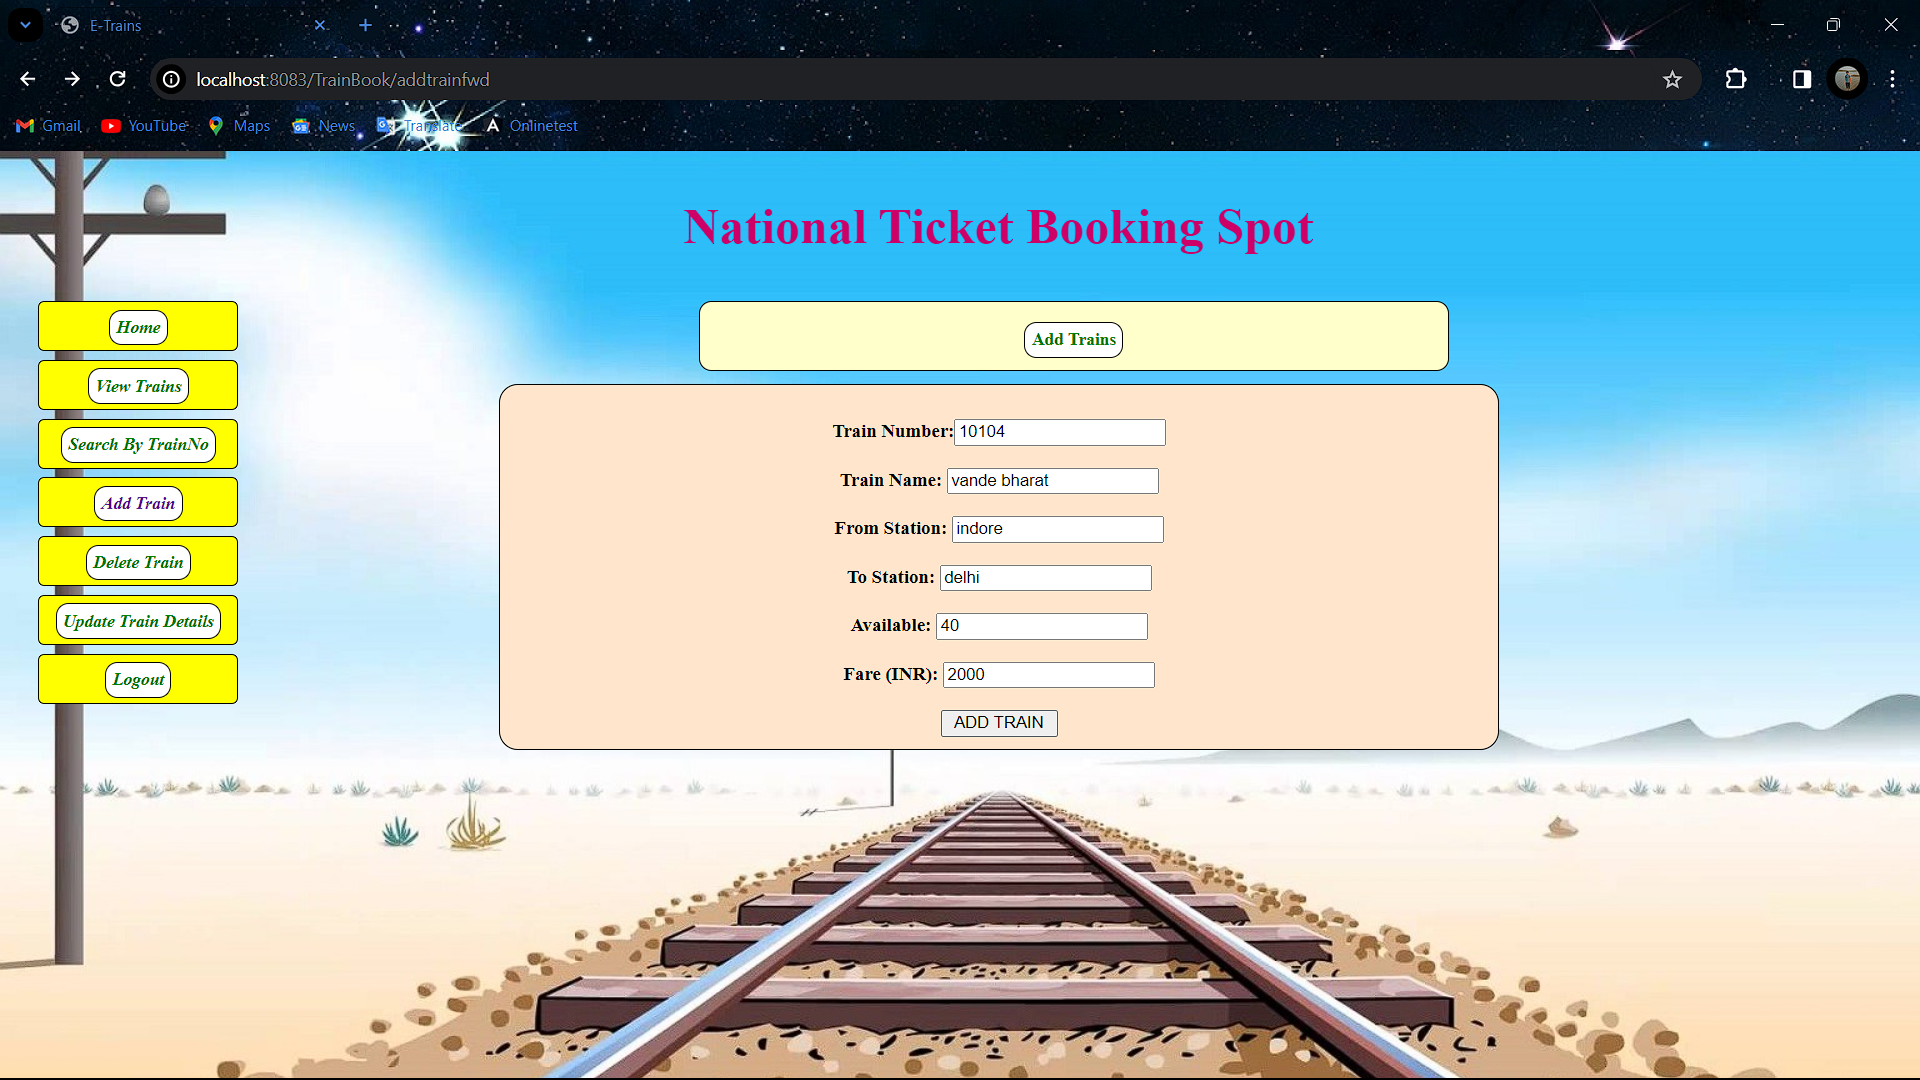 E-Trains
localhost:8083/TrainBook/addtrainfwd
Gmail YouTube Maps News Translate Onlinetest
National Ticket Booking Spot
Home
View Trains
Search By TrainNo
Add Train
Delete Train
Update Train Details
Logout
Add Trains
Train Number: 10104
Train Name: vande bharat
From Station: indore
To Station: delhi
Available: 40
Fare (INR): 2000
ADD TRAIN